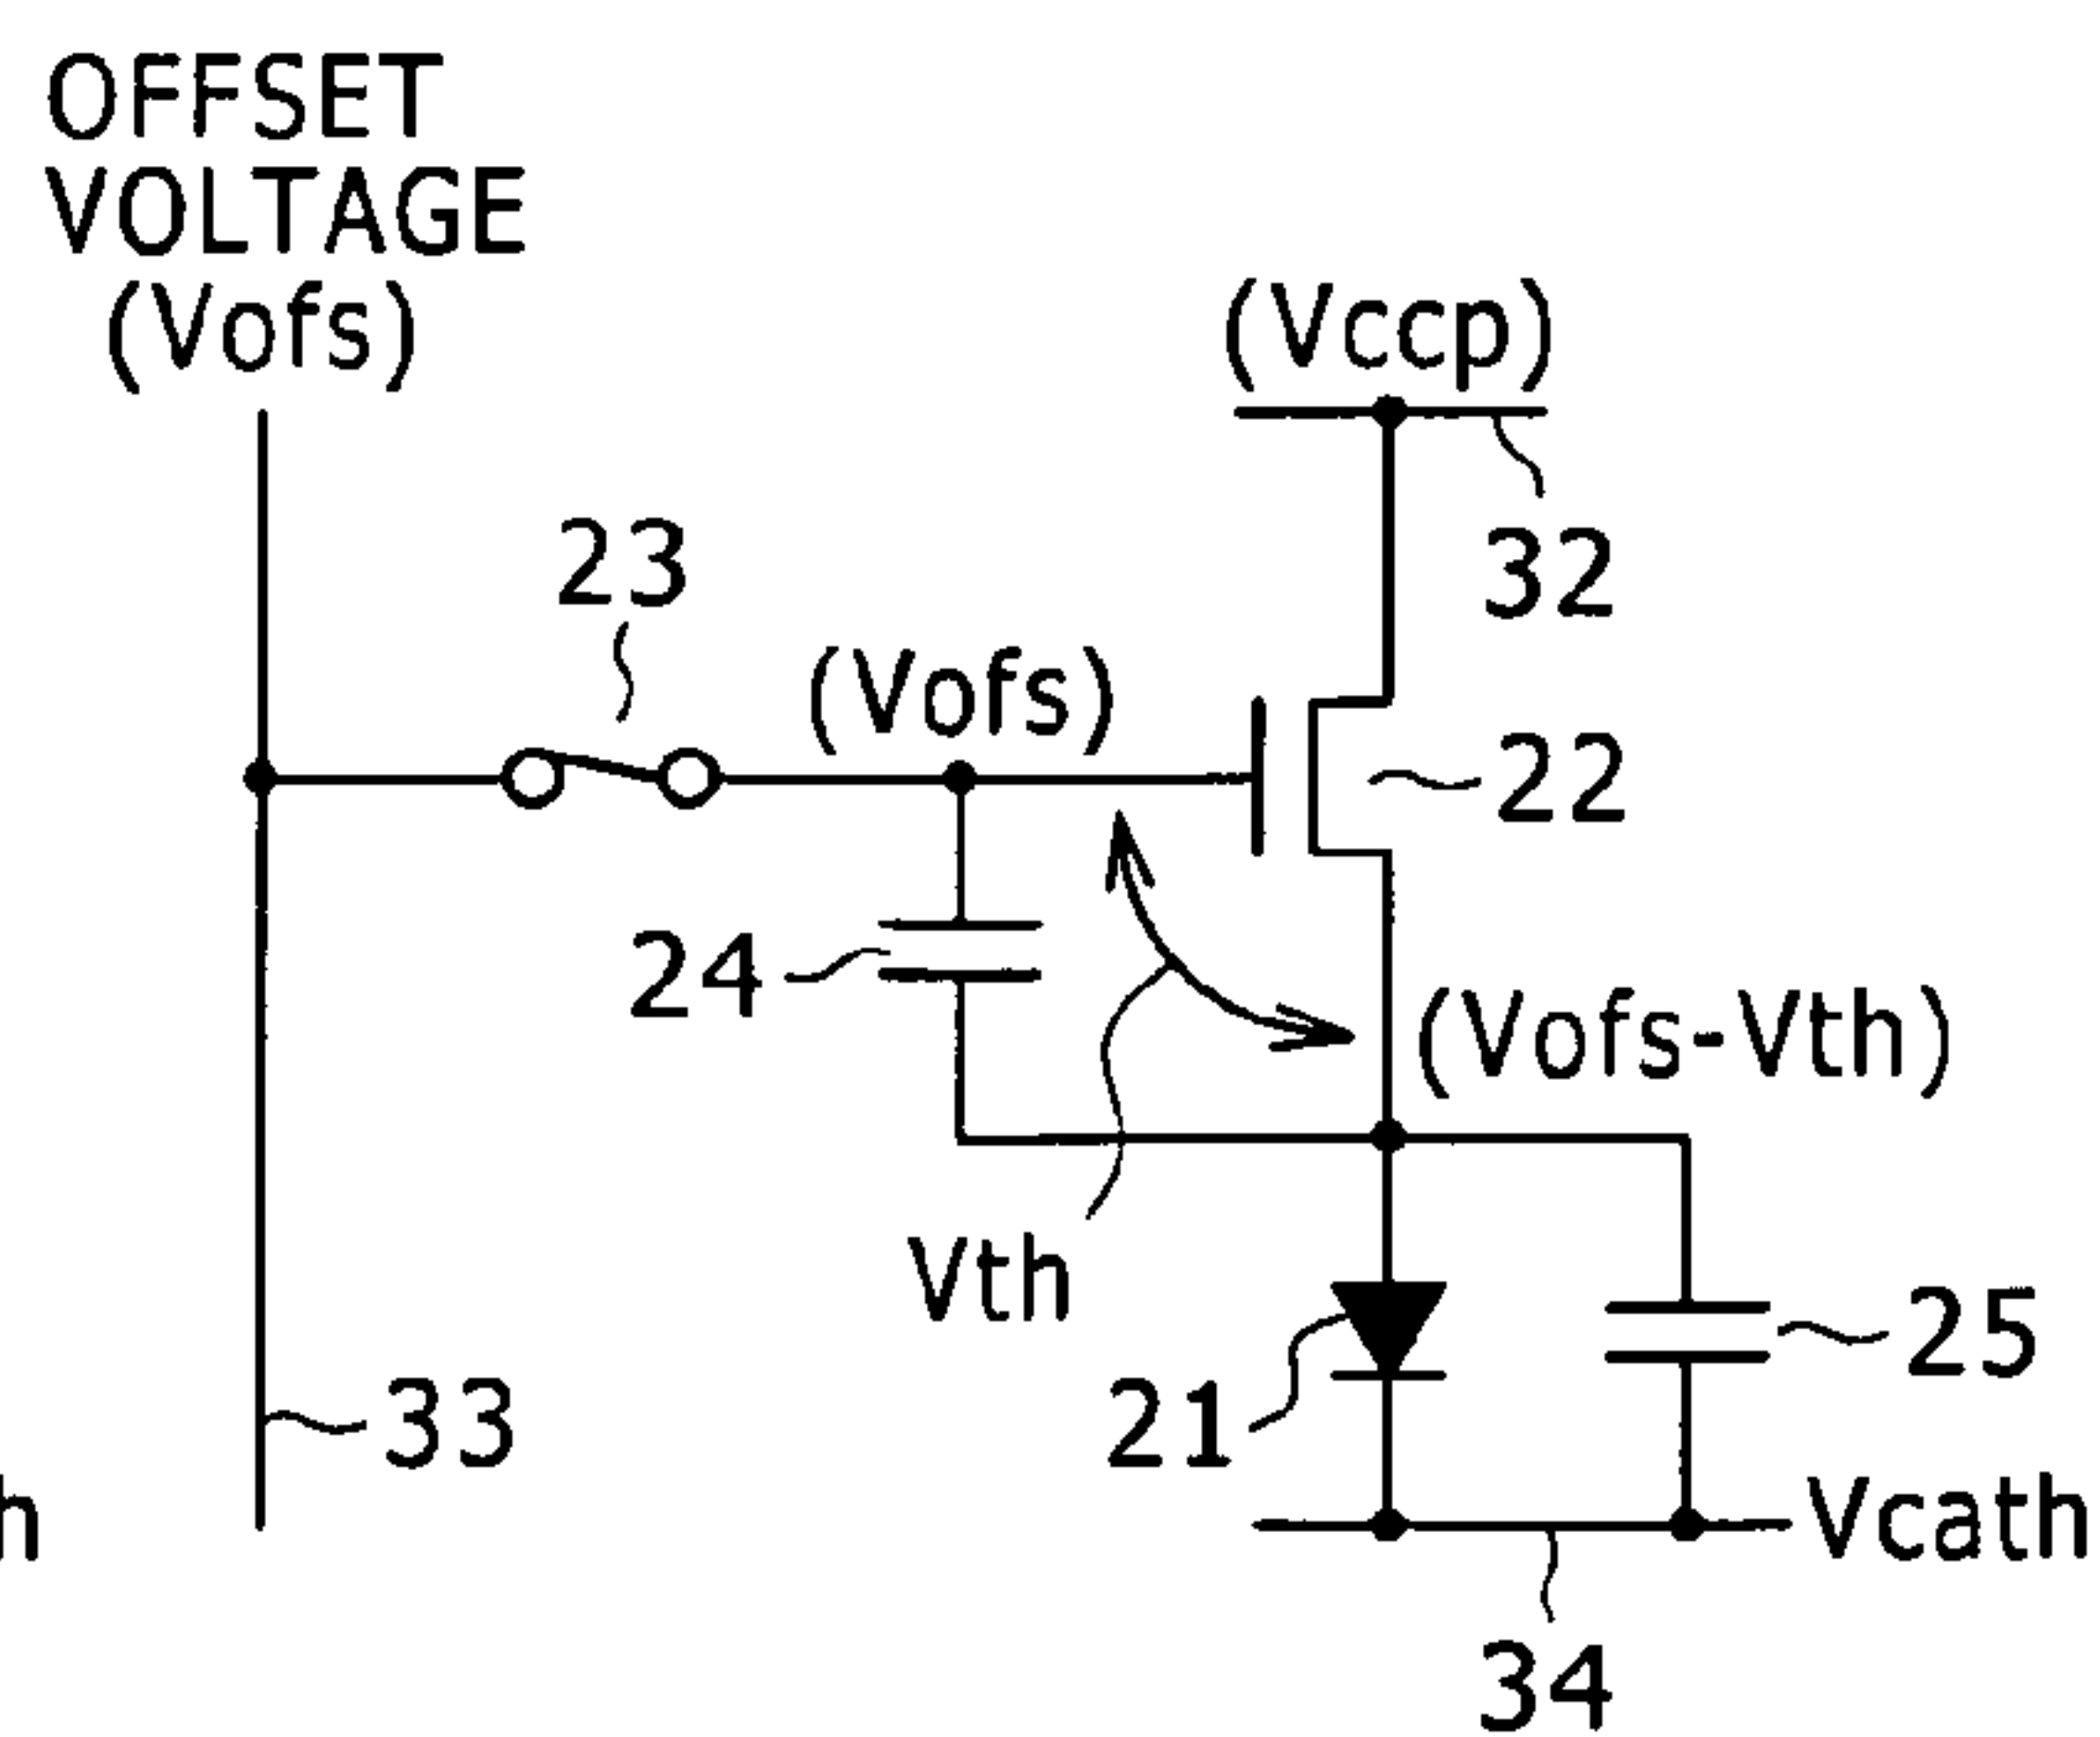 OFFSET
VOLTAGE
(Vofs)
(Vccp)
32
23
(Vofs)
22
24
(Vofs-Vth)
Vth
25
21
33
h
Vcath
34